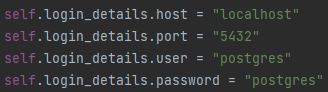 self.login_details.host = "localhost"
self.login_details.port = "5432"
self.login_details.user = "postgres"
self.login_details.password = "postgres"